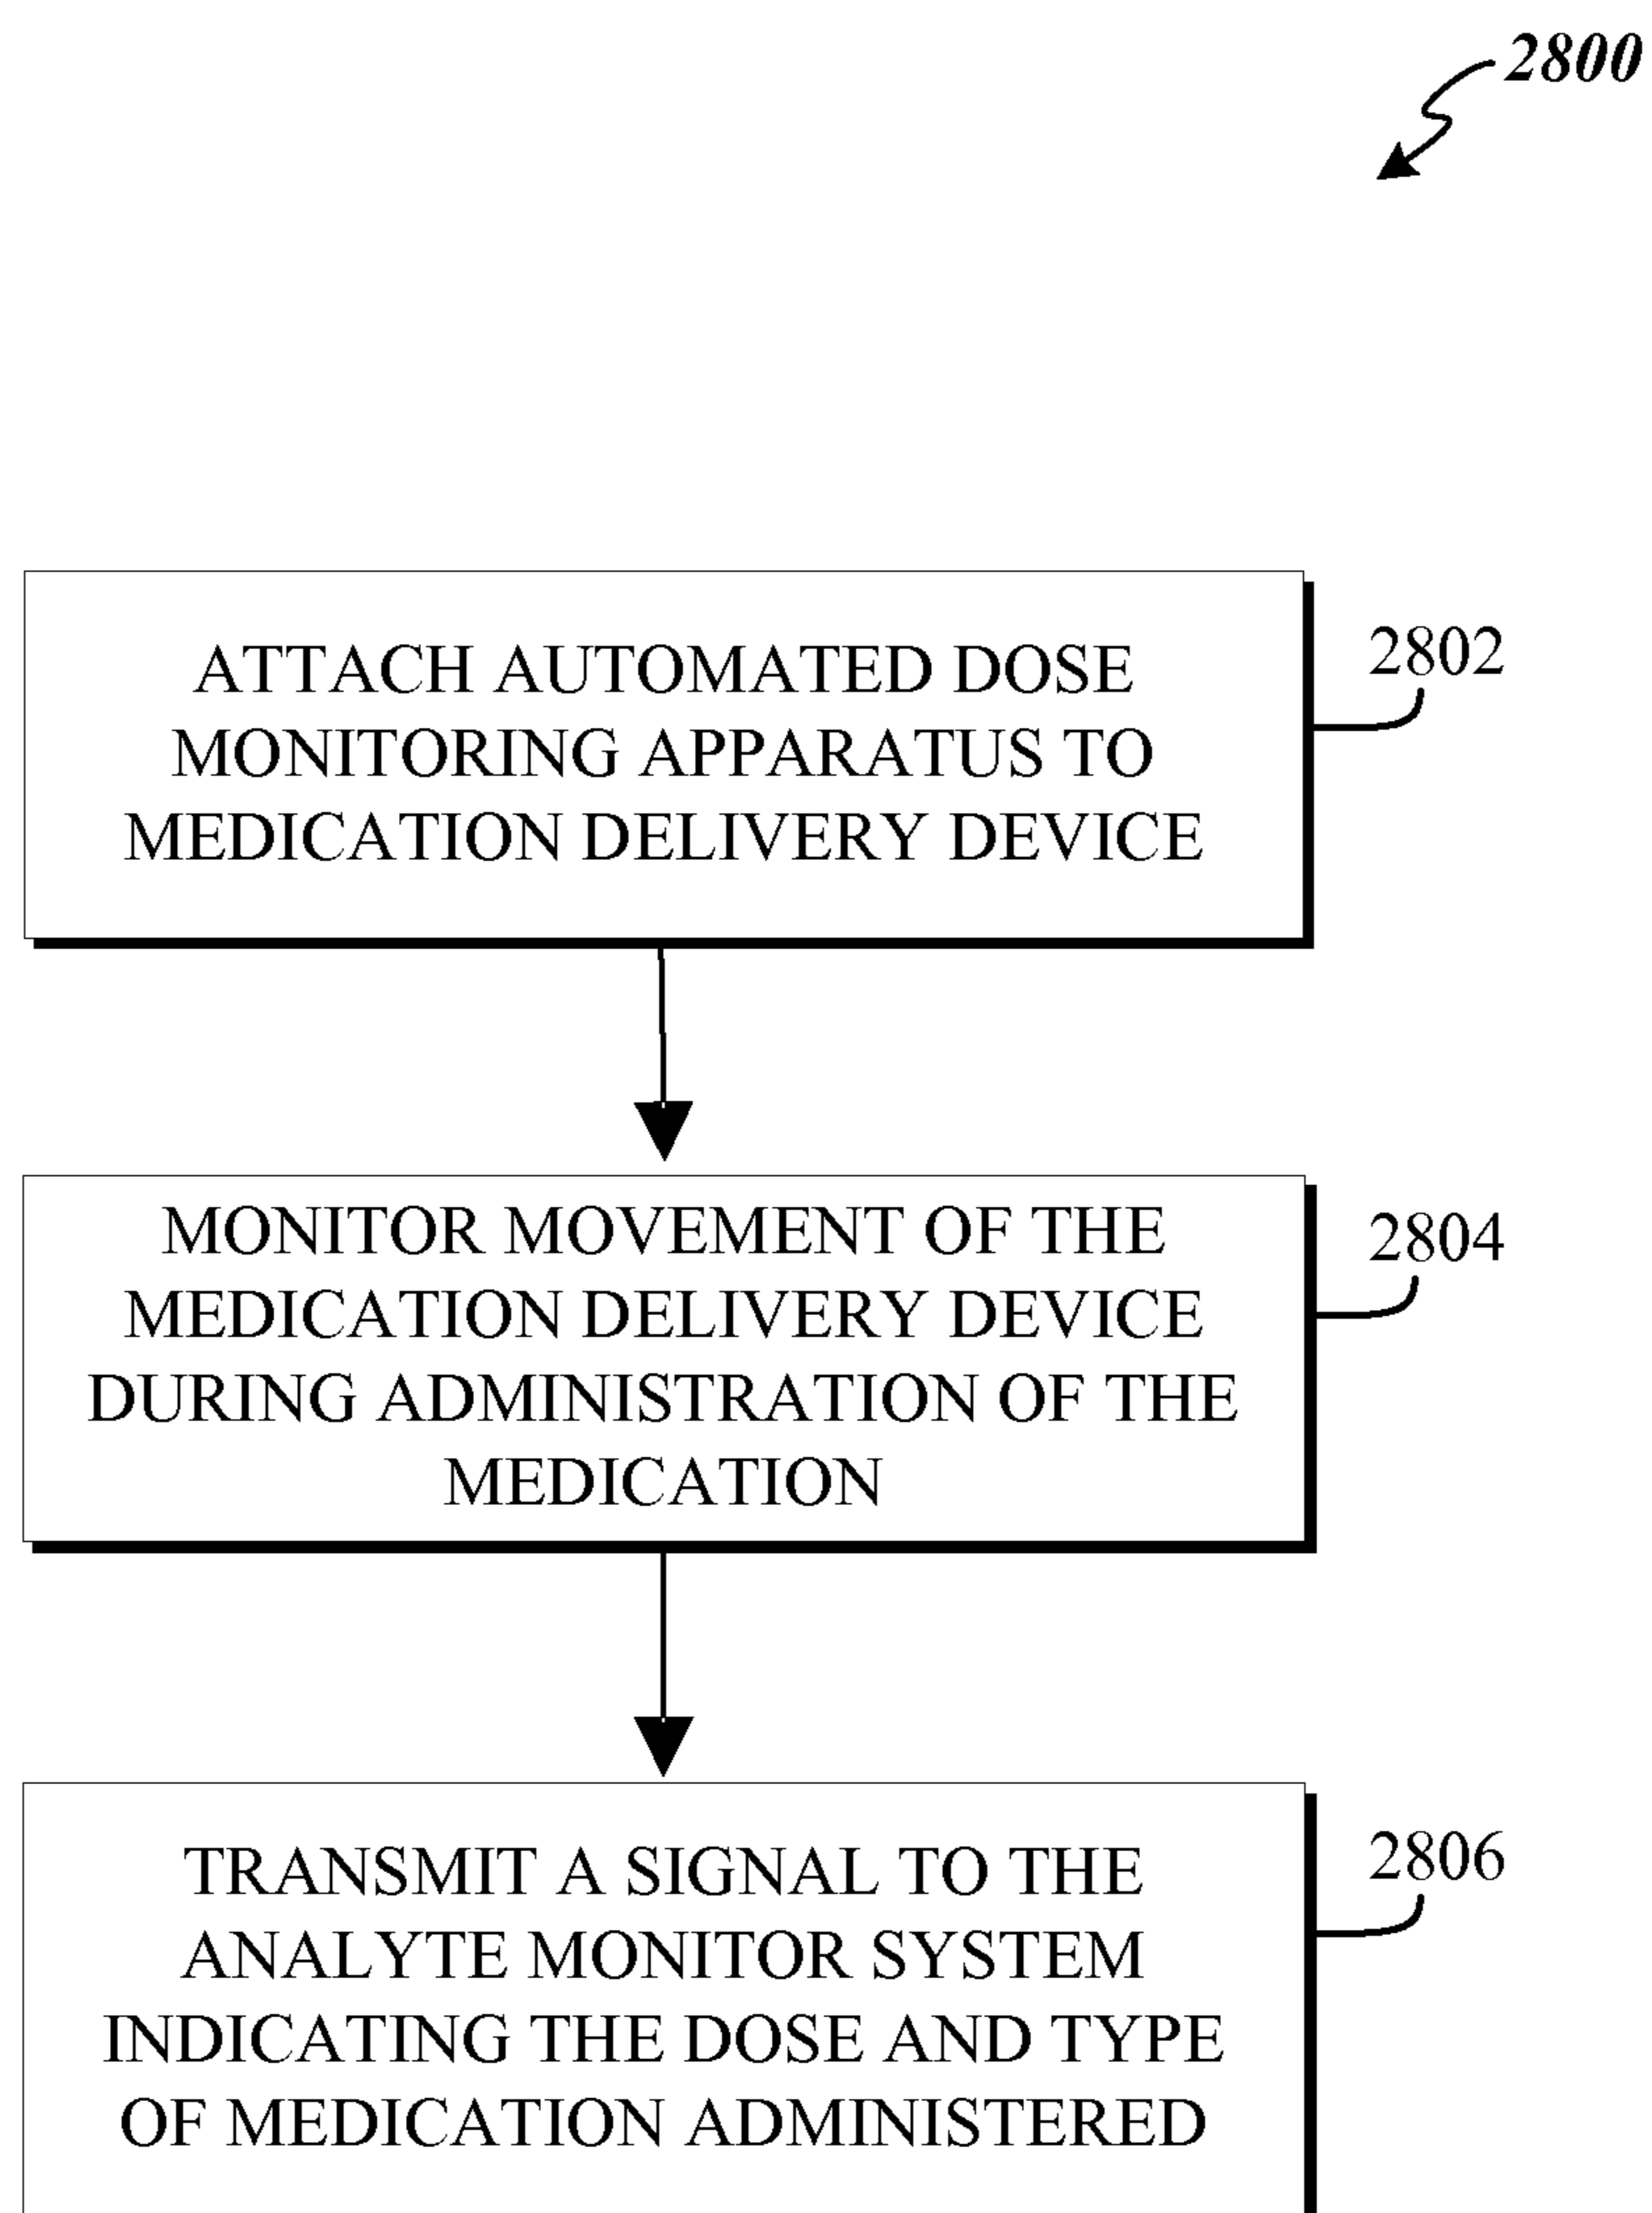 2800
ATTACH AUTOMATED DOSE
MONITORING APPARATUS TO
MEDICATION DELIVERY DEVICE
2802
MONITOR MOVEMENT OF THE
MEDICATION DELIVERY DEVICE
DURING ADMINISTRATION OF THE
MEDICATION
2804
TRANSMIT A SIGNAL TO THE
ANALYTE MONITOR SYSTEM
INDICATING THE DOSE AND TYPE
OF MEDICATION ADMINISTERED
2806